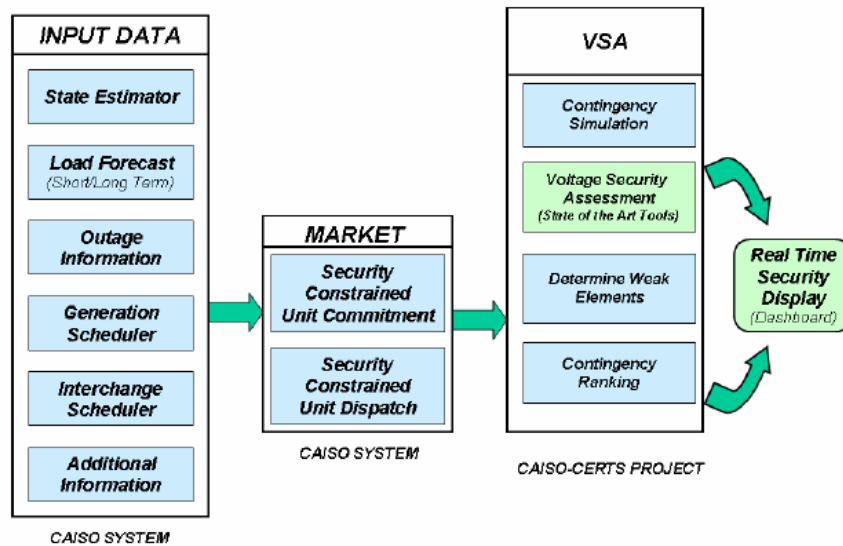 INPUT DATA
State Estimator
Load Forecast
(Short/Long Term)
Outage
Information
Generation
Scheduler
Interchange
Scheduler
Additional
Information
CAISO SYSTEM
MARKET
Security
Constrained
Unit Commitment
Security
Constrained
Unit Dispatch
CAISO SYSTEM
VSA
Contingency
Simulation
Voltage Security
Assessment
(State of the Art Tools)
Determine Weak
Elements
Contingency
Ranking
CAISO-CERTS PROJECT
Real Time
Security
Display
(Dashboard)